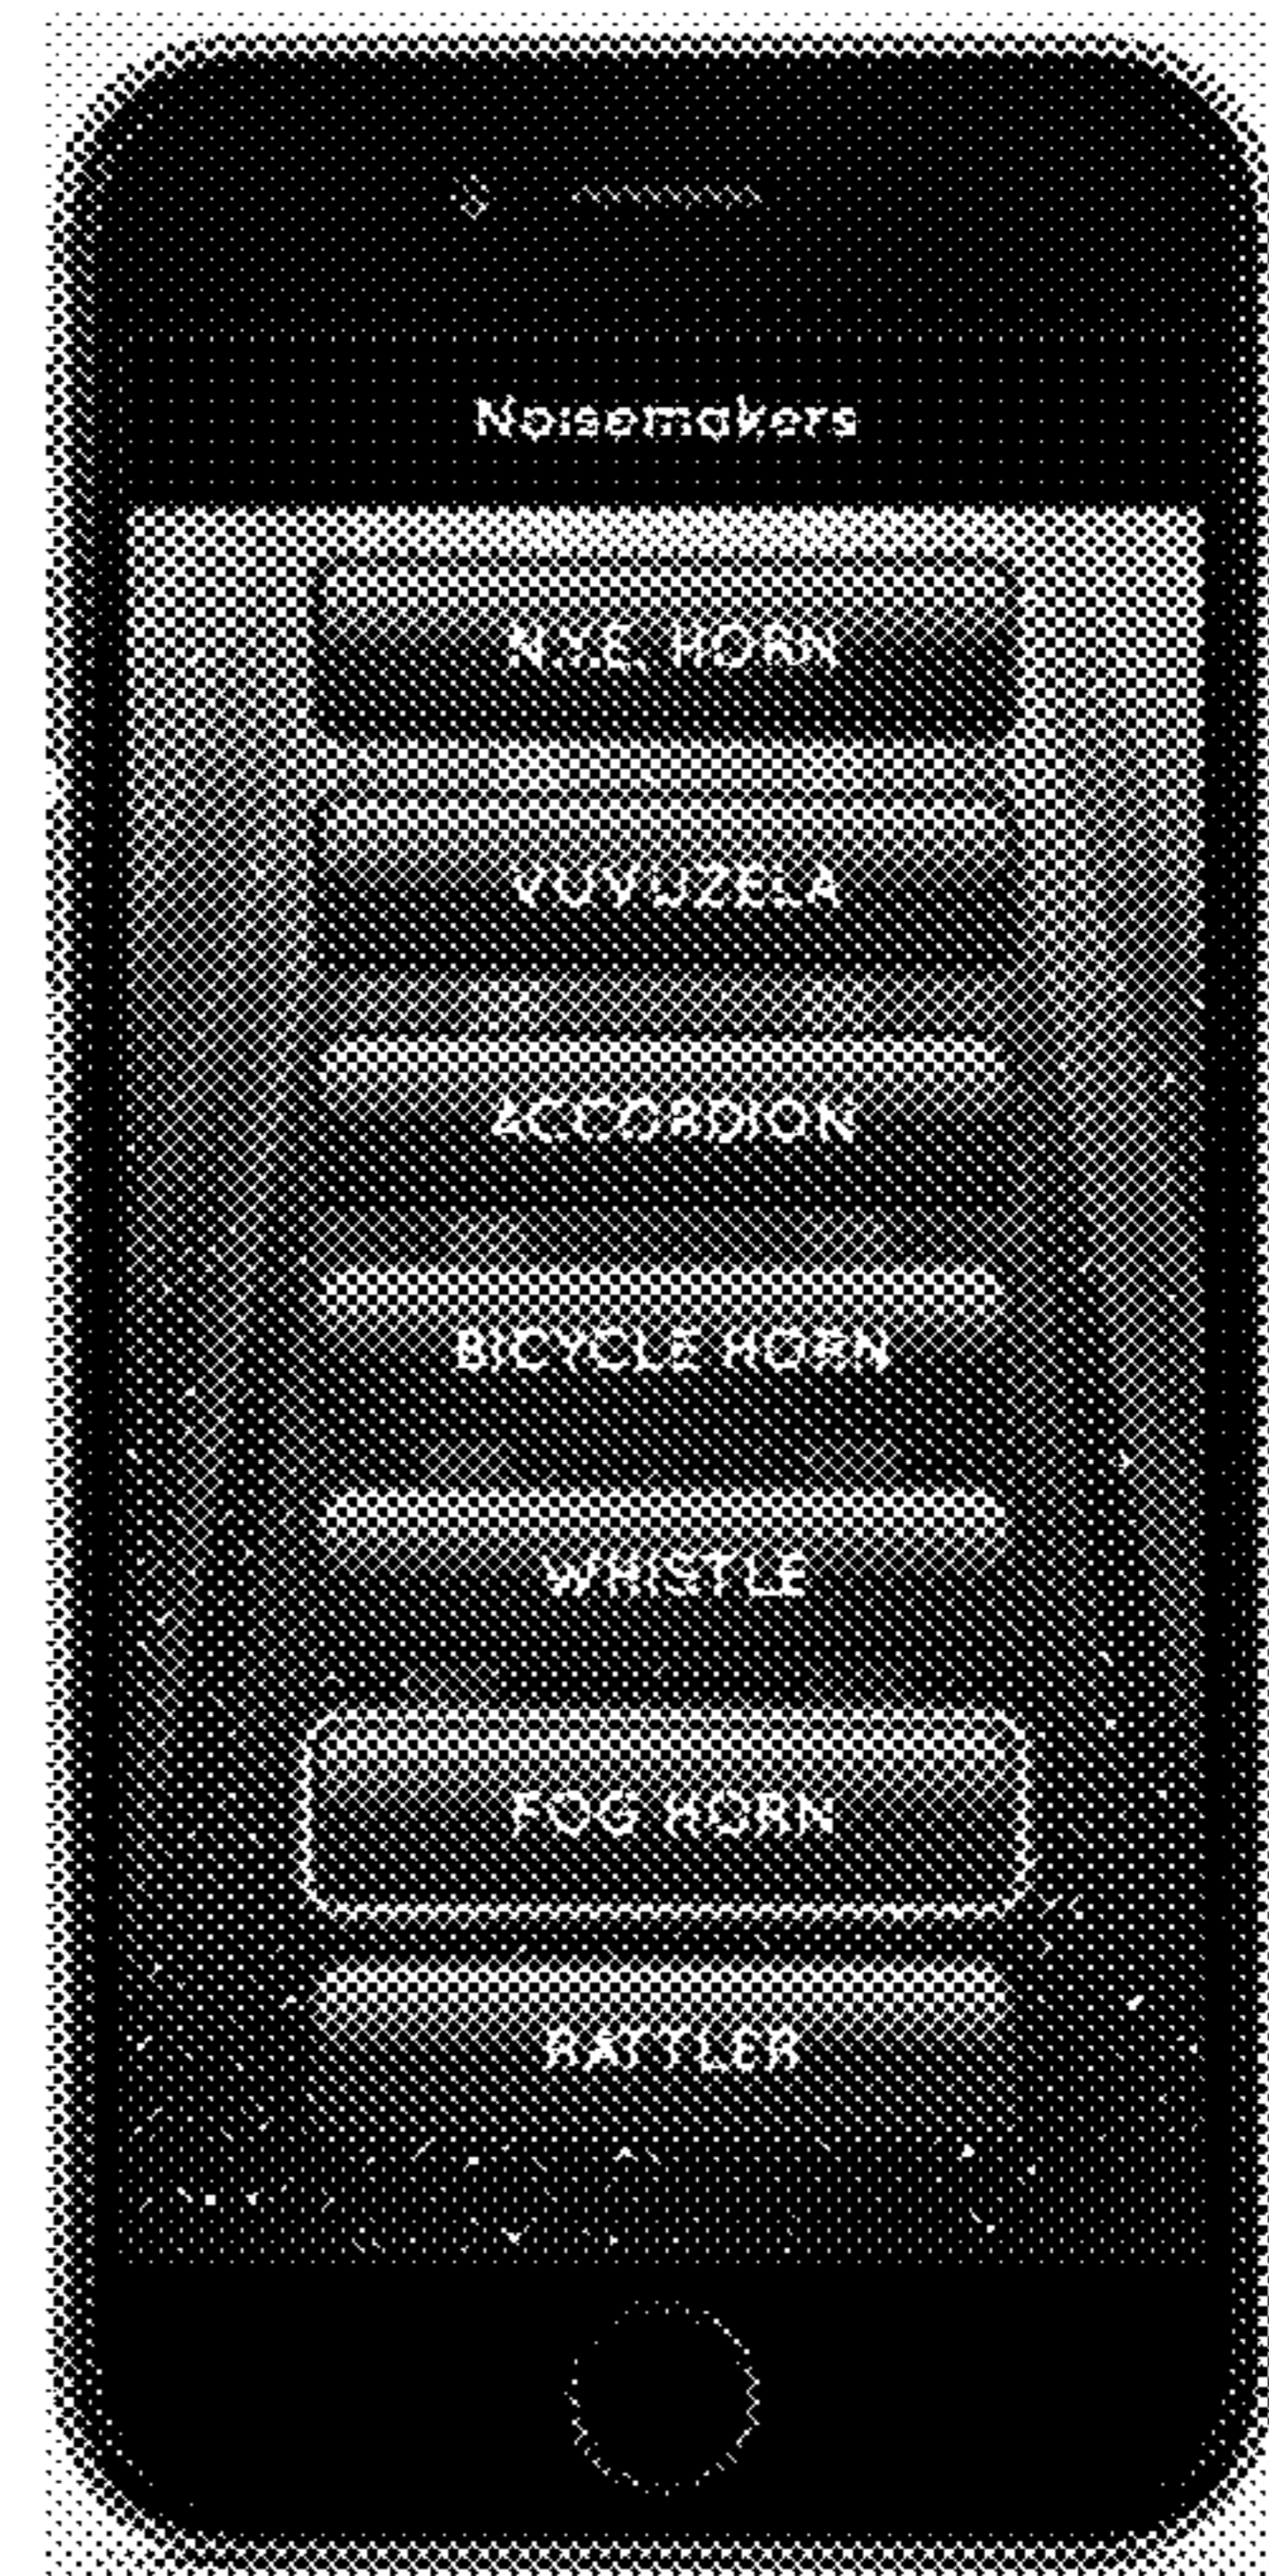 Noisemakers
N.Y.E. HORN
VUVUZELA
ACCORDION
BICYCLE HORN
WHISTLE
FOG HORN
RATTLER